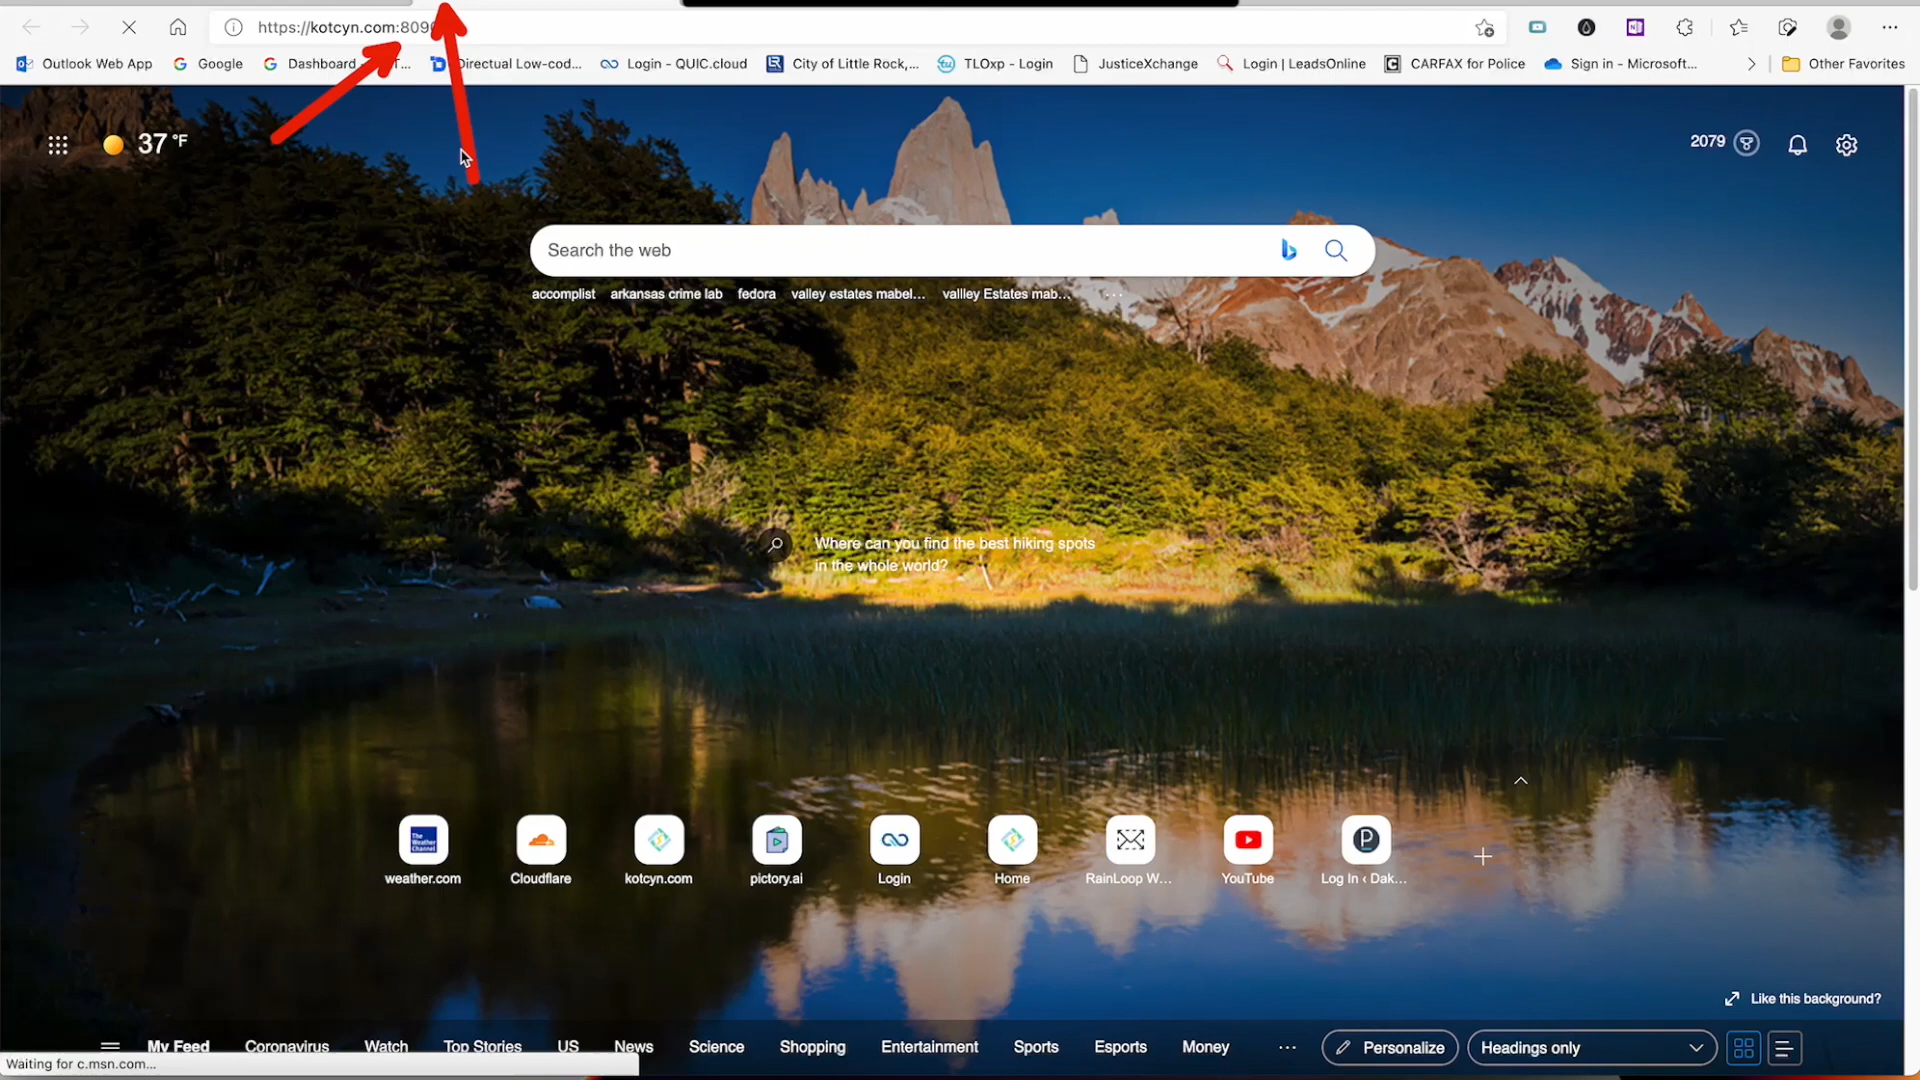 https://kotcyn.com:809
Outlook Web App Google Dashboard Directual Low-cod... Login - QUIC.cloud City of Little Rock,... TLOxp - Login JusticeXchange Login | LeadsOnline CARFAX for Police Sign in - Microsoft... Other Favorites
37 °F
2079
Search the web
accomplist arkansas crime lab fedora valley estates mabel... vallley Estates mab... ...
Where can you find the best hiking spots
in the whole world?
The Weather Channel
weather.com Cloudflare kotcyn.com pictory.ai Login Home RainLoop W... YouTube Log In ‹ Dak...
Like this background?
My Feed Coronavirus Watch Top Stories US News Science Shopping Entertainment Sports Esports Money ... Personalize Headings only
Waiting for c.msn.com...